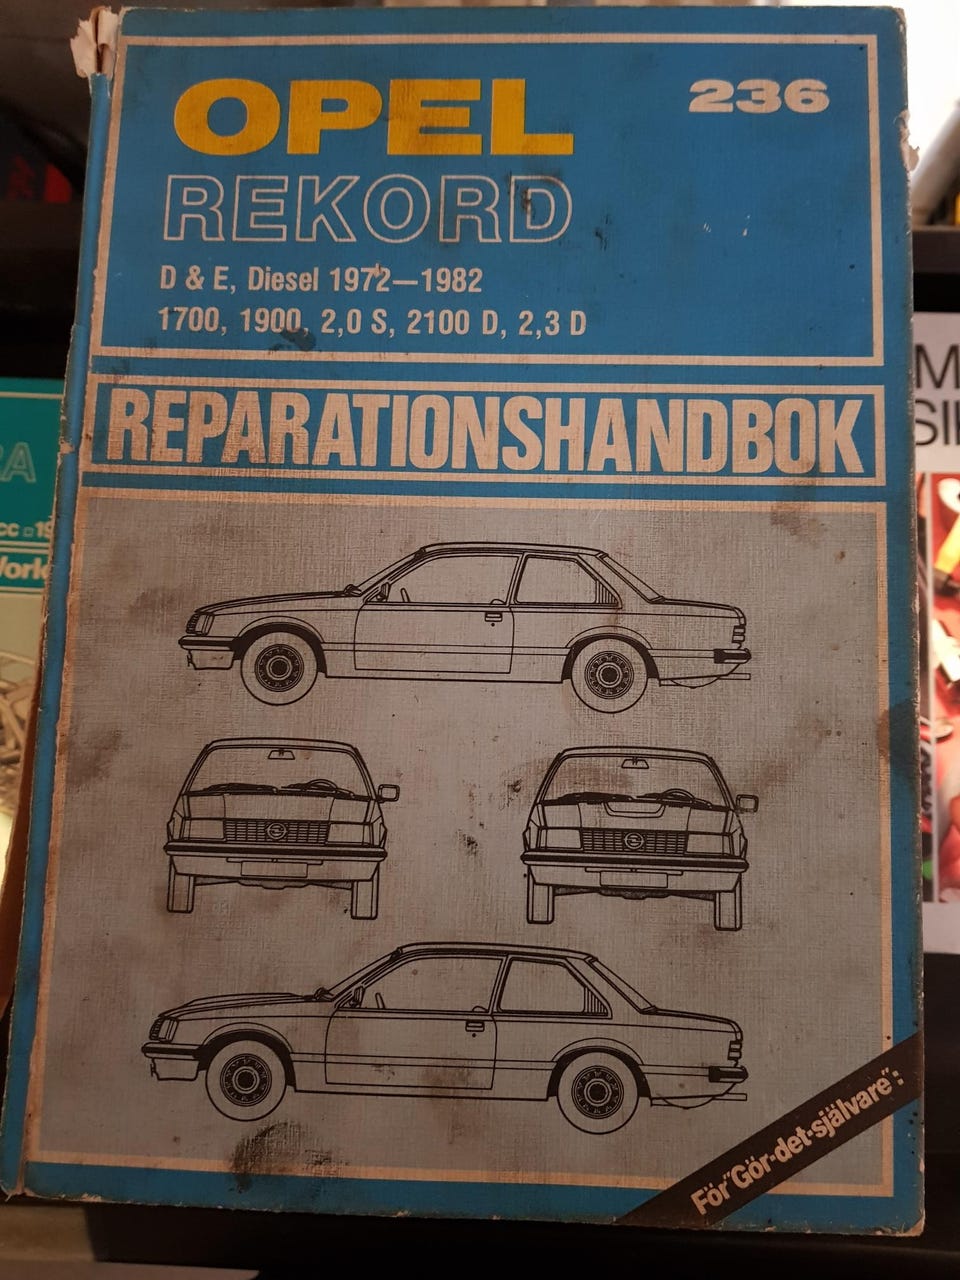 OPEL
236
REKORD
D & E, Diesel 1972—1982
1700, 1900, 2,0 S, 2100 D, 2,3 D
REPARATIONSHANDBOK
För "Gör-det-självare":